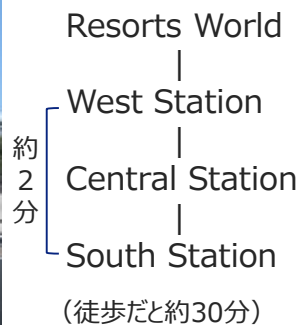 Resorts World
|
West Station
|
Central Station
|
South Station
約2分
（徒歩だと約30分）